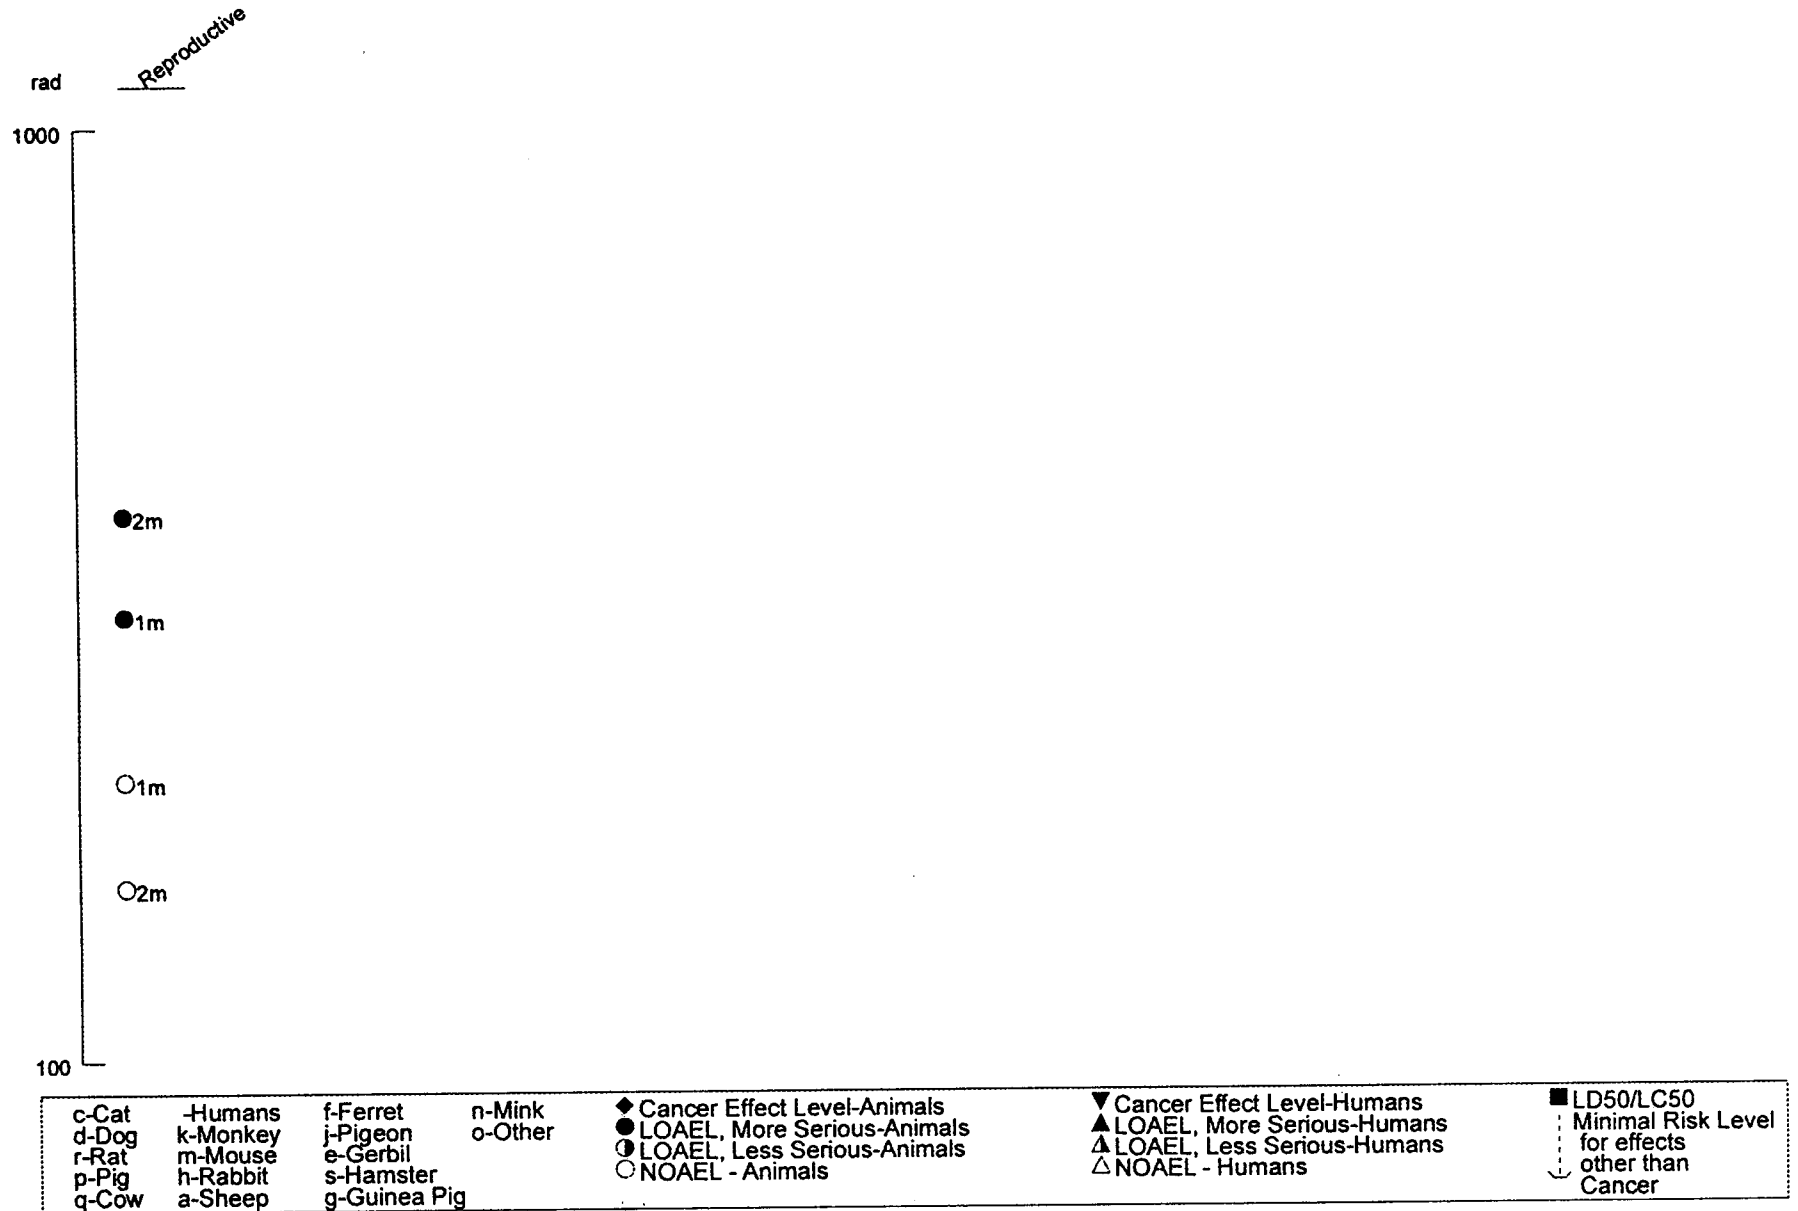 Reproductive
rad
1000
2m
1m
1m
2m
100
c-Cat -Humans f-Ferret n-Mink
d-Dog k-Monkey j-Pigeon o-Other
r-Rat m-Mouse e-Gerbil
p-Pig h-Rabbit s-Hamster
q-Cow a-Sheep g-Guinea Pig
Cancer Effect Level-Animals
LOAEL, More Serious-Animals
LOAEL, Less Serious-Animals
NOAEL - Animals
Cancer Effect Level-Humans
LOAEL, More Serious-Humans
LOAEL, Less Serious-Humans
NOAEL - Humans
LD50/LC50
Minimal Risk Level
for effects
other than
Cancer